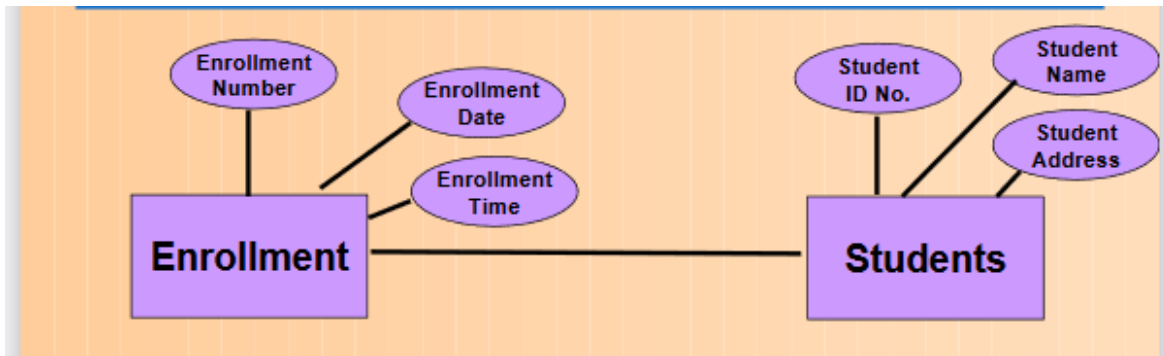 Enrollment
Number
Enrollment
Date
Enrollment
Time
Enrollment
Student
ID No.
Student
Name
Student
Address
Students